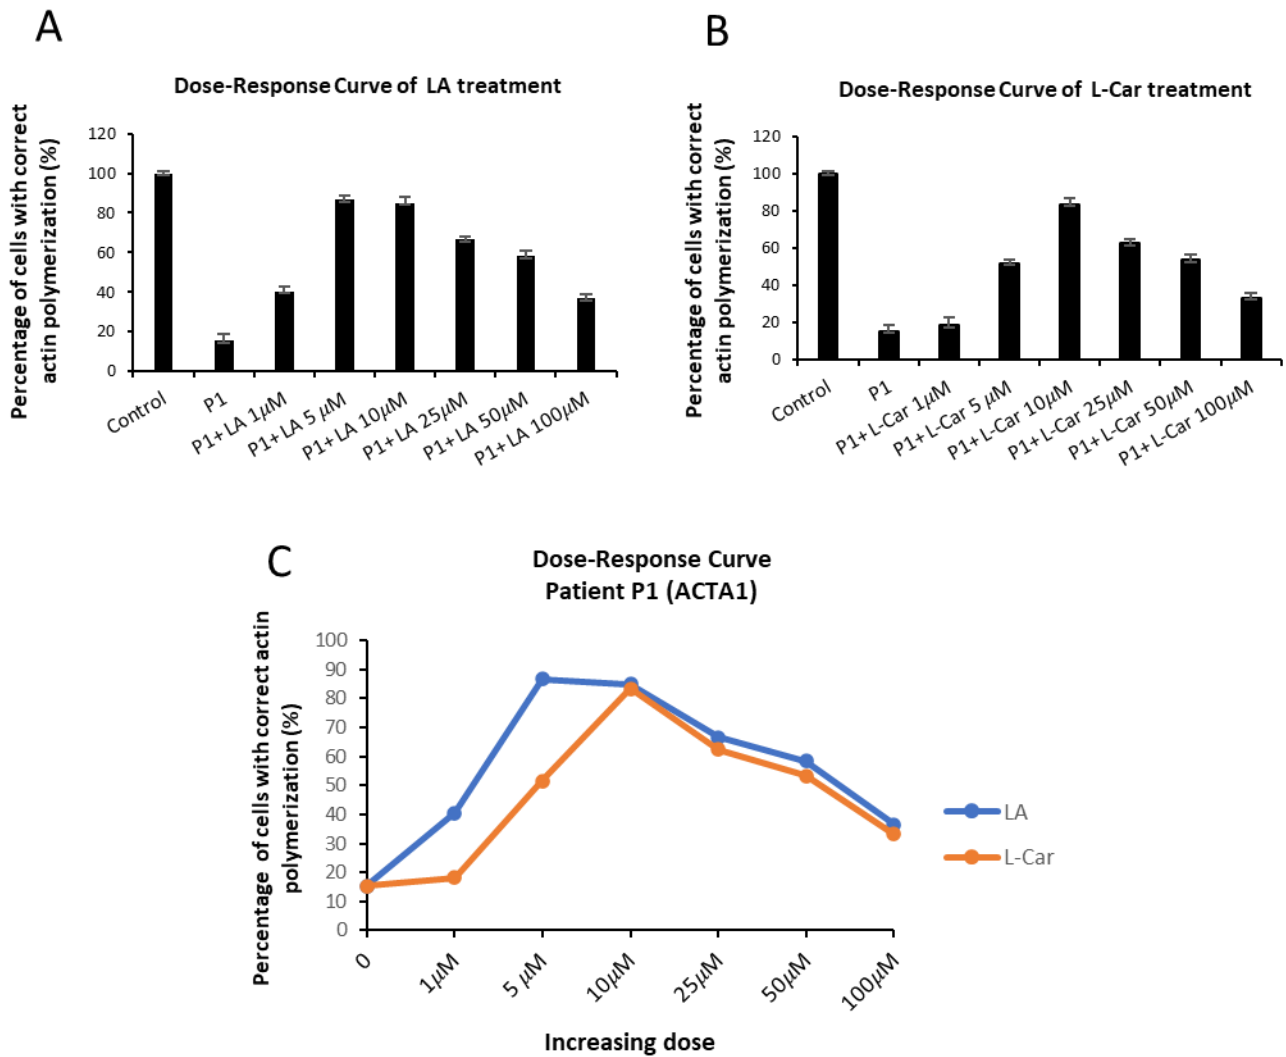 A
Dose-Response Curve of LA treatment
Percentage of cells with correct
actin polymerization (%)
120
100
80
60
40
20
0
Control
P1
P1+ LA 1µM
P1+ LA 5 µM
P1+ LA 10µM
P1+ LA 25µM
P1+ LA 50µM
P1+ LA 100µM
B
Dose-Response Curve of L-Car treatment
Percentage of cells with correct
actin polymerization (%)
120
100
80
60
40
20
0
Control
P1
P1+ L-Car 1µM
P1+ L-Car 5 µM
P1+ L-Car 10µM
P1+ L-Car 25µM
P1+ L-Car 50µM
P1+ L-Car 100µM
C
Dose-Response Curve
Patient P1 (ACTA1)
Percentage of cells with correct actin
polymerization (%)
100
90
80
70
60
50
40
30
20
10
0
0
1µM
5 µM
10µM
25µM
50µM
100µM
Increasing dose
LA
L-Car